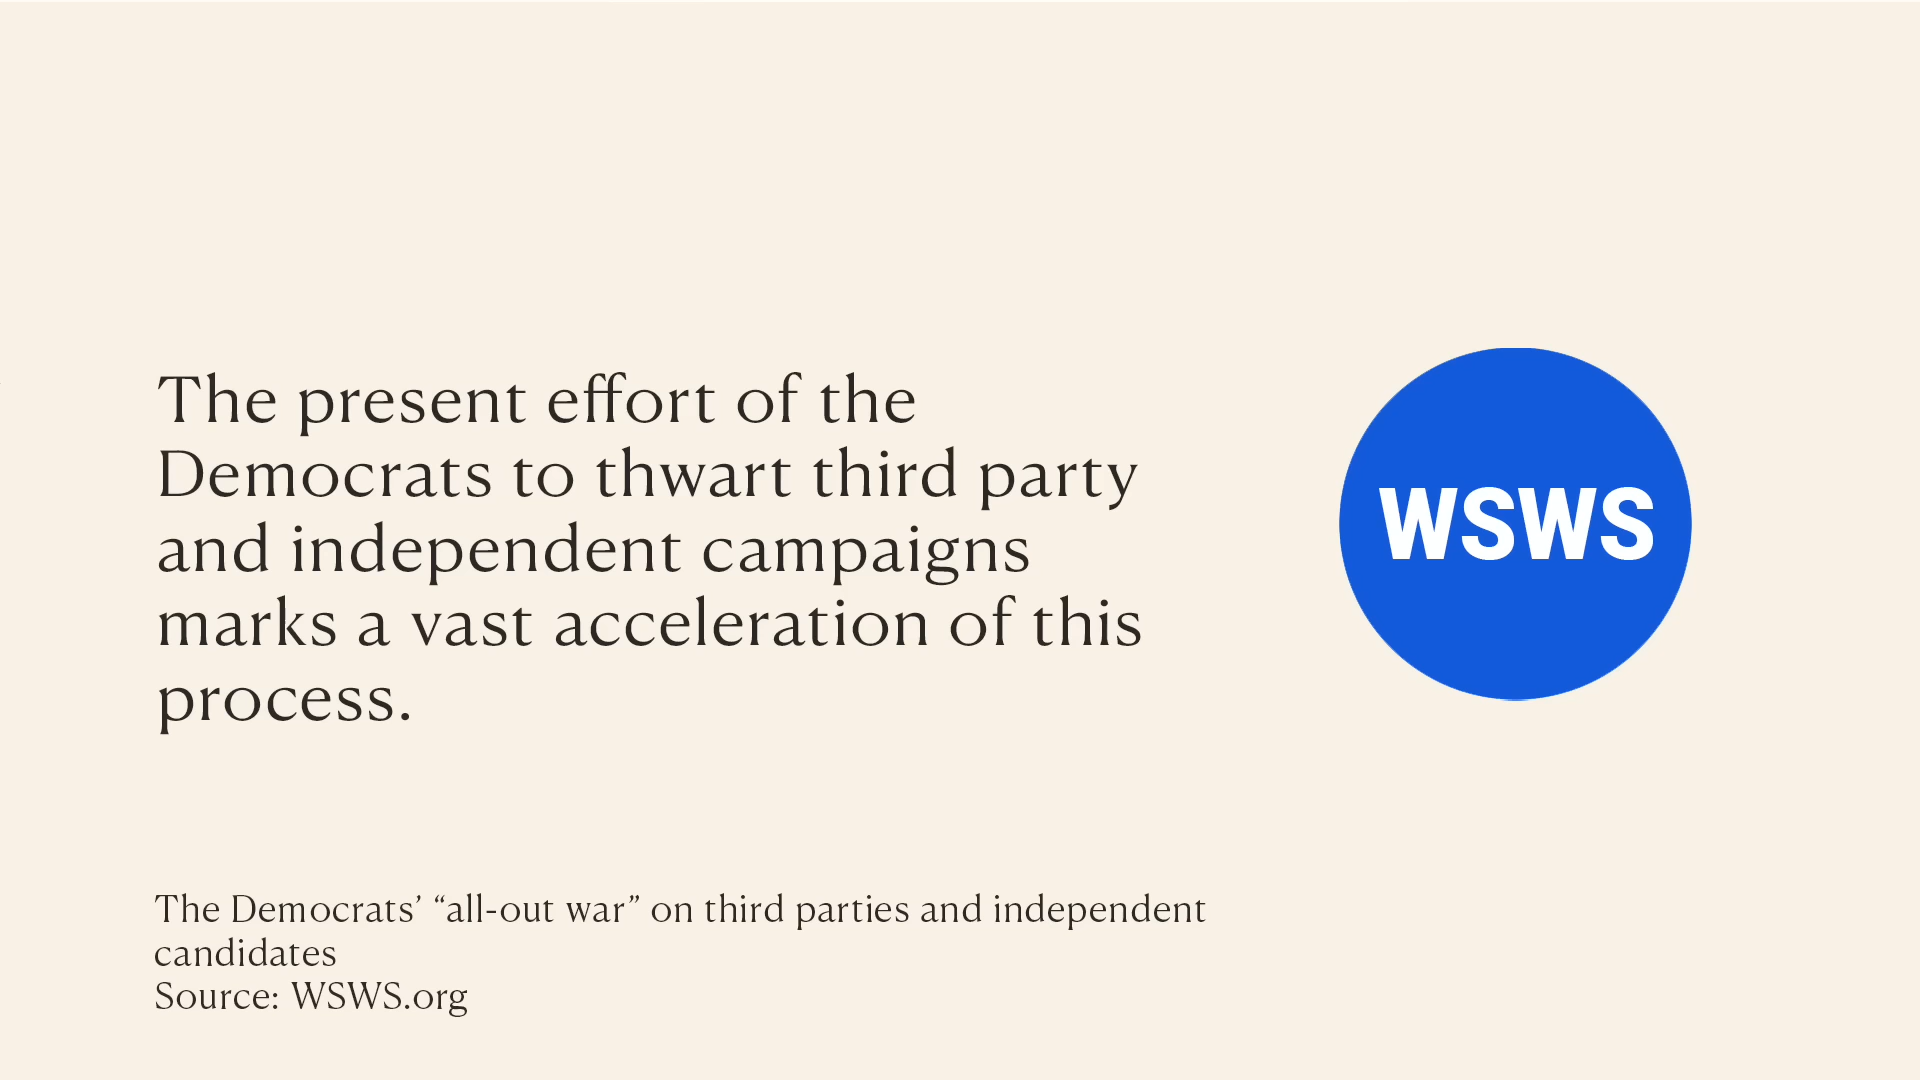 The present effort of the
Democrats to thwart third party
and independent campaigns
marks a vast acceleration of this
process.
WSWS
The Democrats’ “all-out war” on third parties and independent
candidates
Source: WSWS.org